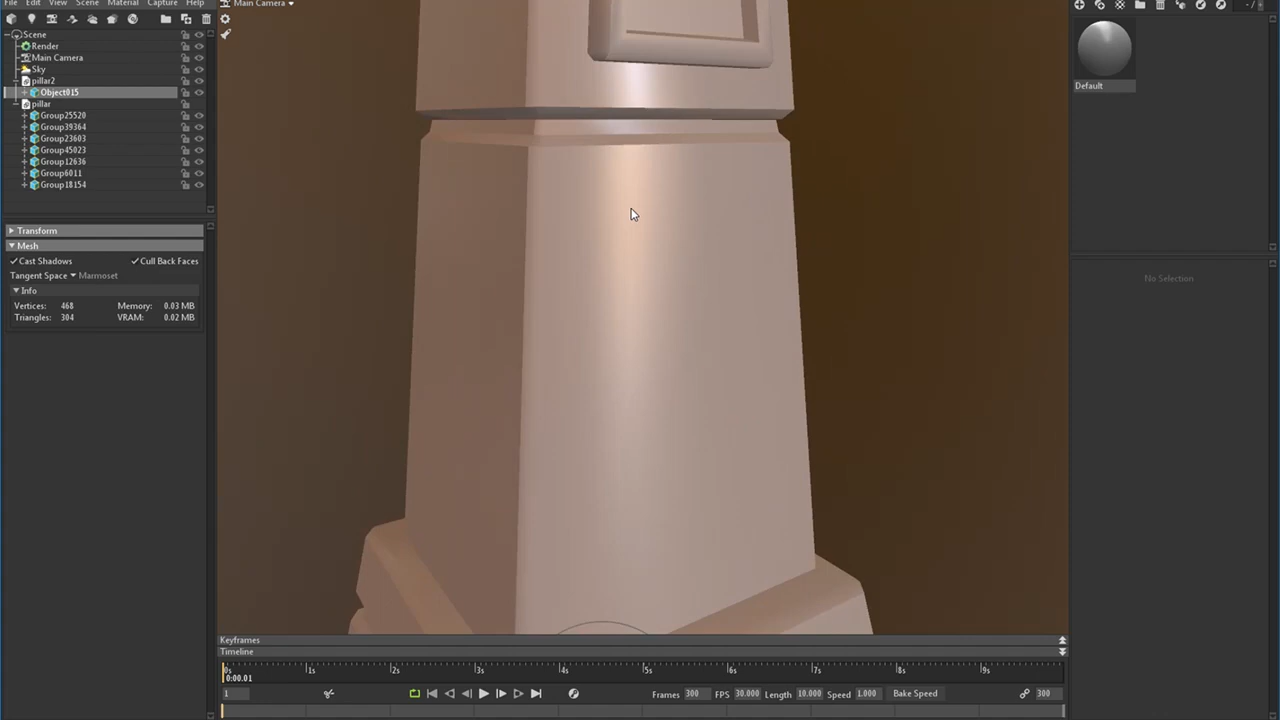 File Edit View Scene Material Capture Help
Main Camera
Scene
Render
Main Camera
Sky
pillar2
Object015
pillar
Group25520
Group39364
Group23603
Group45023
Group12636
Group6011
Group18154
Transform
Mesh
Cast Shadows Cull Back Faces
Tangent Space Marmoset
Info
Vertices: 468 Memory: 0.03 MB
Triangles: 304 VRAM: 0.02 MB
Default
No Selection
Keyframes
Timeline
0s 1s 2s 3s 4s 5s 6s 7s 8s 9s
0:00.01
1 Frames 300 FPS 30.000 Length 10.000 Speed 1.000 Bake Speed 300